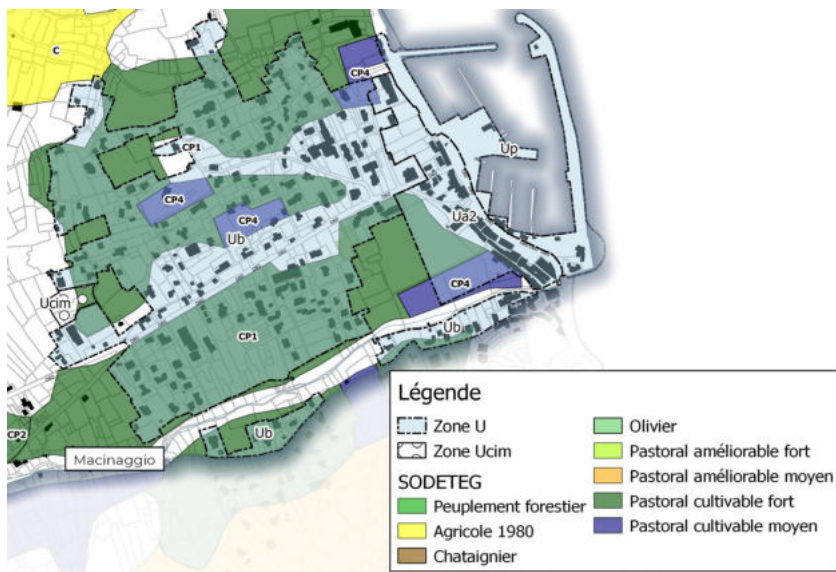 C
CP4
Up
CP1
CP4
CP4
Ua2
Ub
Ucim
CP4
CP1
Ub
CP2
Macinaggio
Ub
Légende
Zone U
Zone Ucim
SODETEG
Peuplement forestier
Agricole 1980
Chataignier
Olivier
Pastoral améliorable fort
Pastoral améliorable moyen
Pastoral cultivable fort
Pastoral cultivable moyen